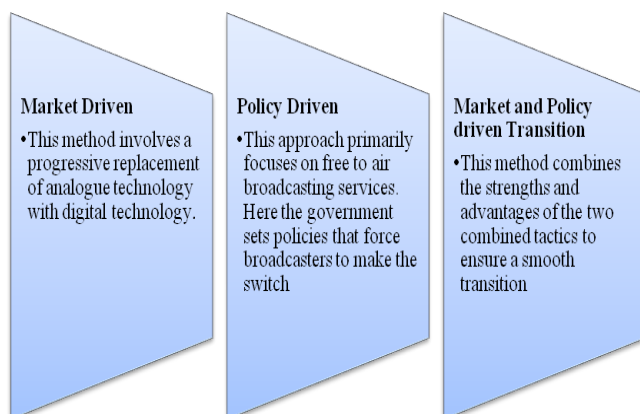 Market Driven
•This method involves a
progressive replacement
of analogue technology
with digital technology.
Policy Driven
•This approach primarily
focuses on free to air
broadcasting services.
Here the government
sets policies that force
broadcasters to make the
switch
Market and Policy
driven Transition
•This method combines
the strengths and
advantages of the two
combined tactics to
ensure a smooth
transition